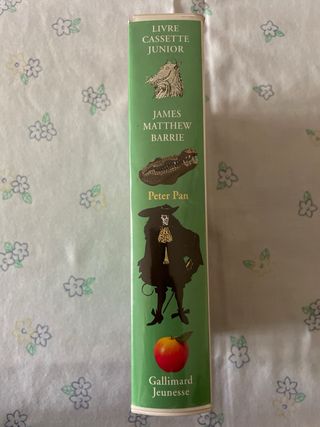 LIVRE
CASSETTE
JUNIOR
JAMES
MATTHEW
BARRIE
Peter Pan
Gallimard
Jeunesse